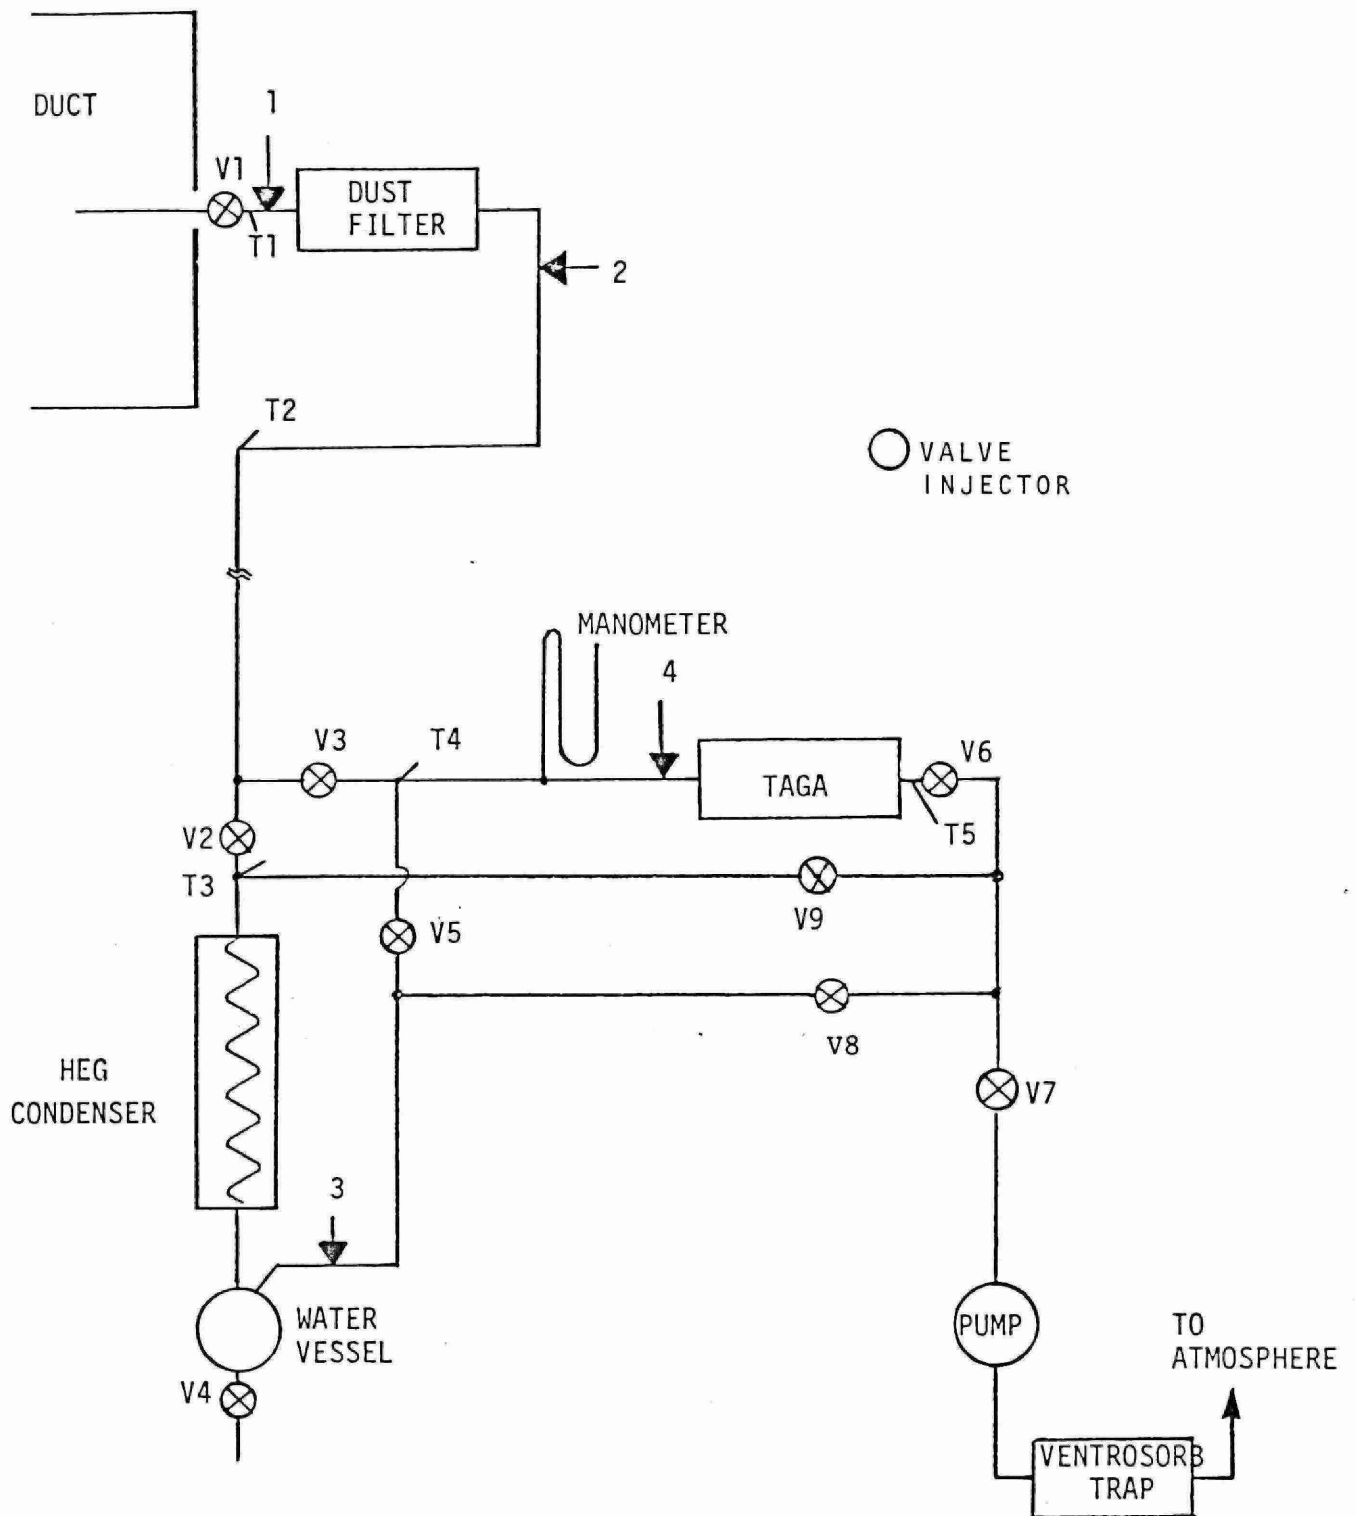 DUCT
1
V1
DUST
FILTER
T1
2
T2
VALVE
INJECTOR
MANOMETER
4
V3
T4
V6
TAGA
V2
T5
T3
V9
V5
V8
HEG
CONDENSER
V7
3
WATER
VESSEL
PUMP
TO
ATMOSPHERE
V4
VENTROSORB
TRAP